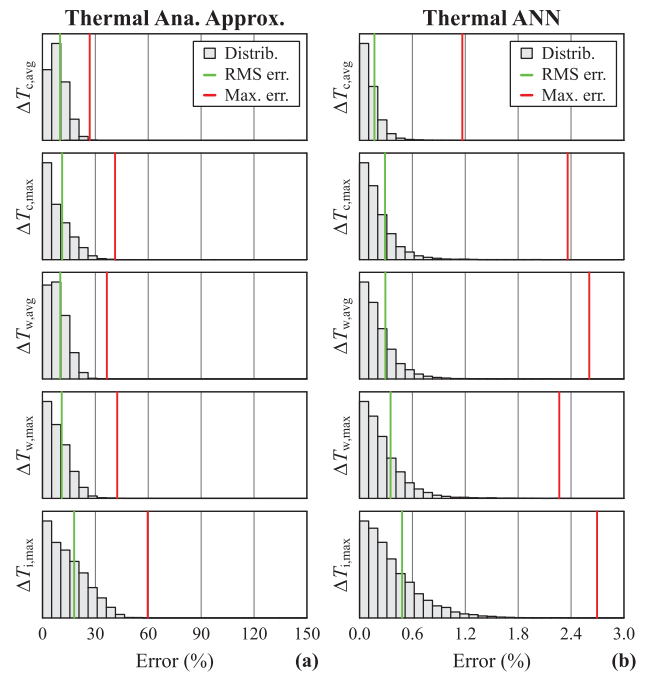 Thermal Ana. Approx.
Thermal ANN
ΔT_c,avg
Distrib.
RMS err.
Max. err.
ΔT_c,avg
Distrib.
RMS err.
Max. err.
ΔT_c,max
ΔT_c,max
ΔT_w,avg
ΔT_w,avg
ΔT_w,max
ΔT_w,max
ΔT_i,max
ΔT_i,max
0 30 60 90 120 150
0.0 0.6 1.2 1.8 2.4 3.0
Error (%)
(a)
Error (%)
(b)